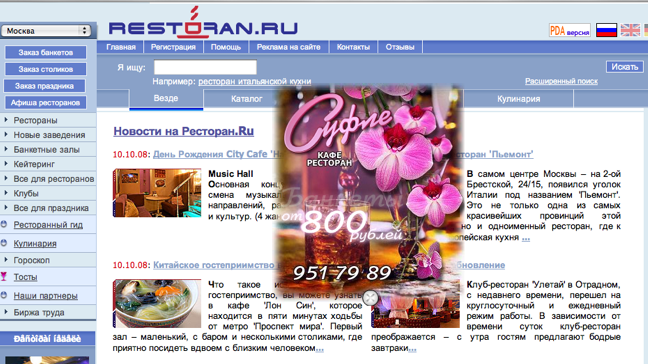 RESTORAN.RU
PDA версия
Москва
Главная Регистрация Помощь Реклама на сайте Контакты Отзывы
Заказ банкетов
Заказ столиков
Заказ праздника
Афиша ресторанов
Я ищу:
Искать
Например: ресторан итальянской кухни
Расширенный поиск
Везде Каталог Кулинария
Рестораны
Новые заведения
Банкетные залы
Кейтеринг
Все для ресторанов
Клубы
Все для праздника
Ресторанный гид
Кулинария
Гороскоп
Тосты
Наши партнеры
Биржа труда
Новости на Ресторан.Ru
10.10.08: День Рождения City Cafe
Music Hall
Основная
смена музыкал
направлений, ра
и культур. (4 жан
Суфле
КАФЕ
РЕСТОРАН
Банкеты
от 800
рублей
951 79 89
"Пьемонт"
В самом центре Москвы – на 2-ой
Брестской, 24/15, появился уголок
Италии под названием 'Пьемонт'.
Это не только одна из самых
красивейших провинций этой
но и одноименный ресторан, где к
кухня ...
10.10.08: Китайское гостеприимство
Что такое
гостеприимство, вы можете узнать
в кафе 'Лон Син', которое
находится в пяти минутах ходьбы
от метро 'Проспект мира'. Первый
зал – маленький, с баром и несколькими столиками, где
приятно посидеть вдвоем с близким человеком...
Клуб-ресторан 'Улетай' в Отрадном,
с недавнего времени, перешел на
круглосуточный и ежедневный
режим работы. В зависимости от
времени суток клуб-ресторан
преображается – с утра гостям предлагают бодрые
завтраки...